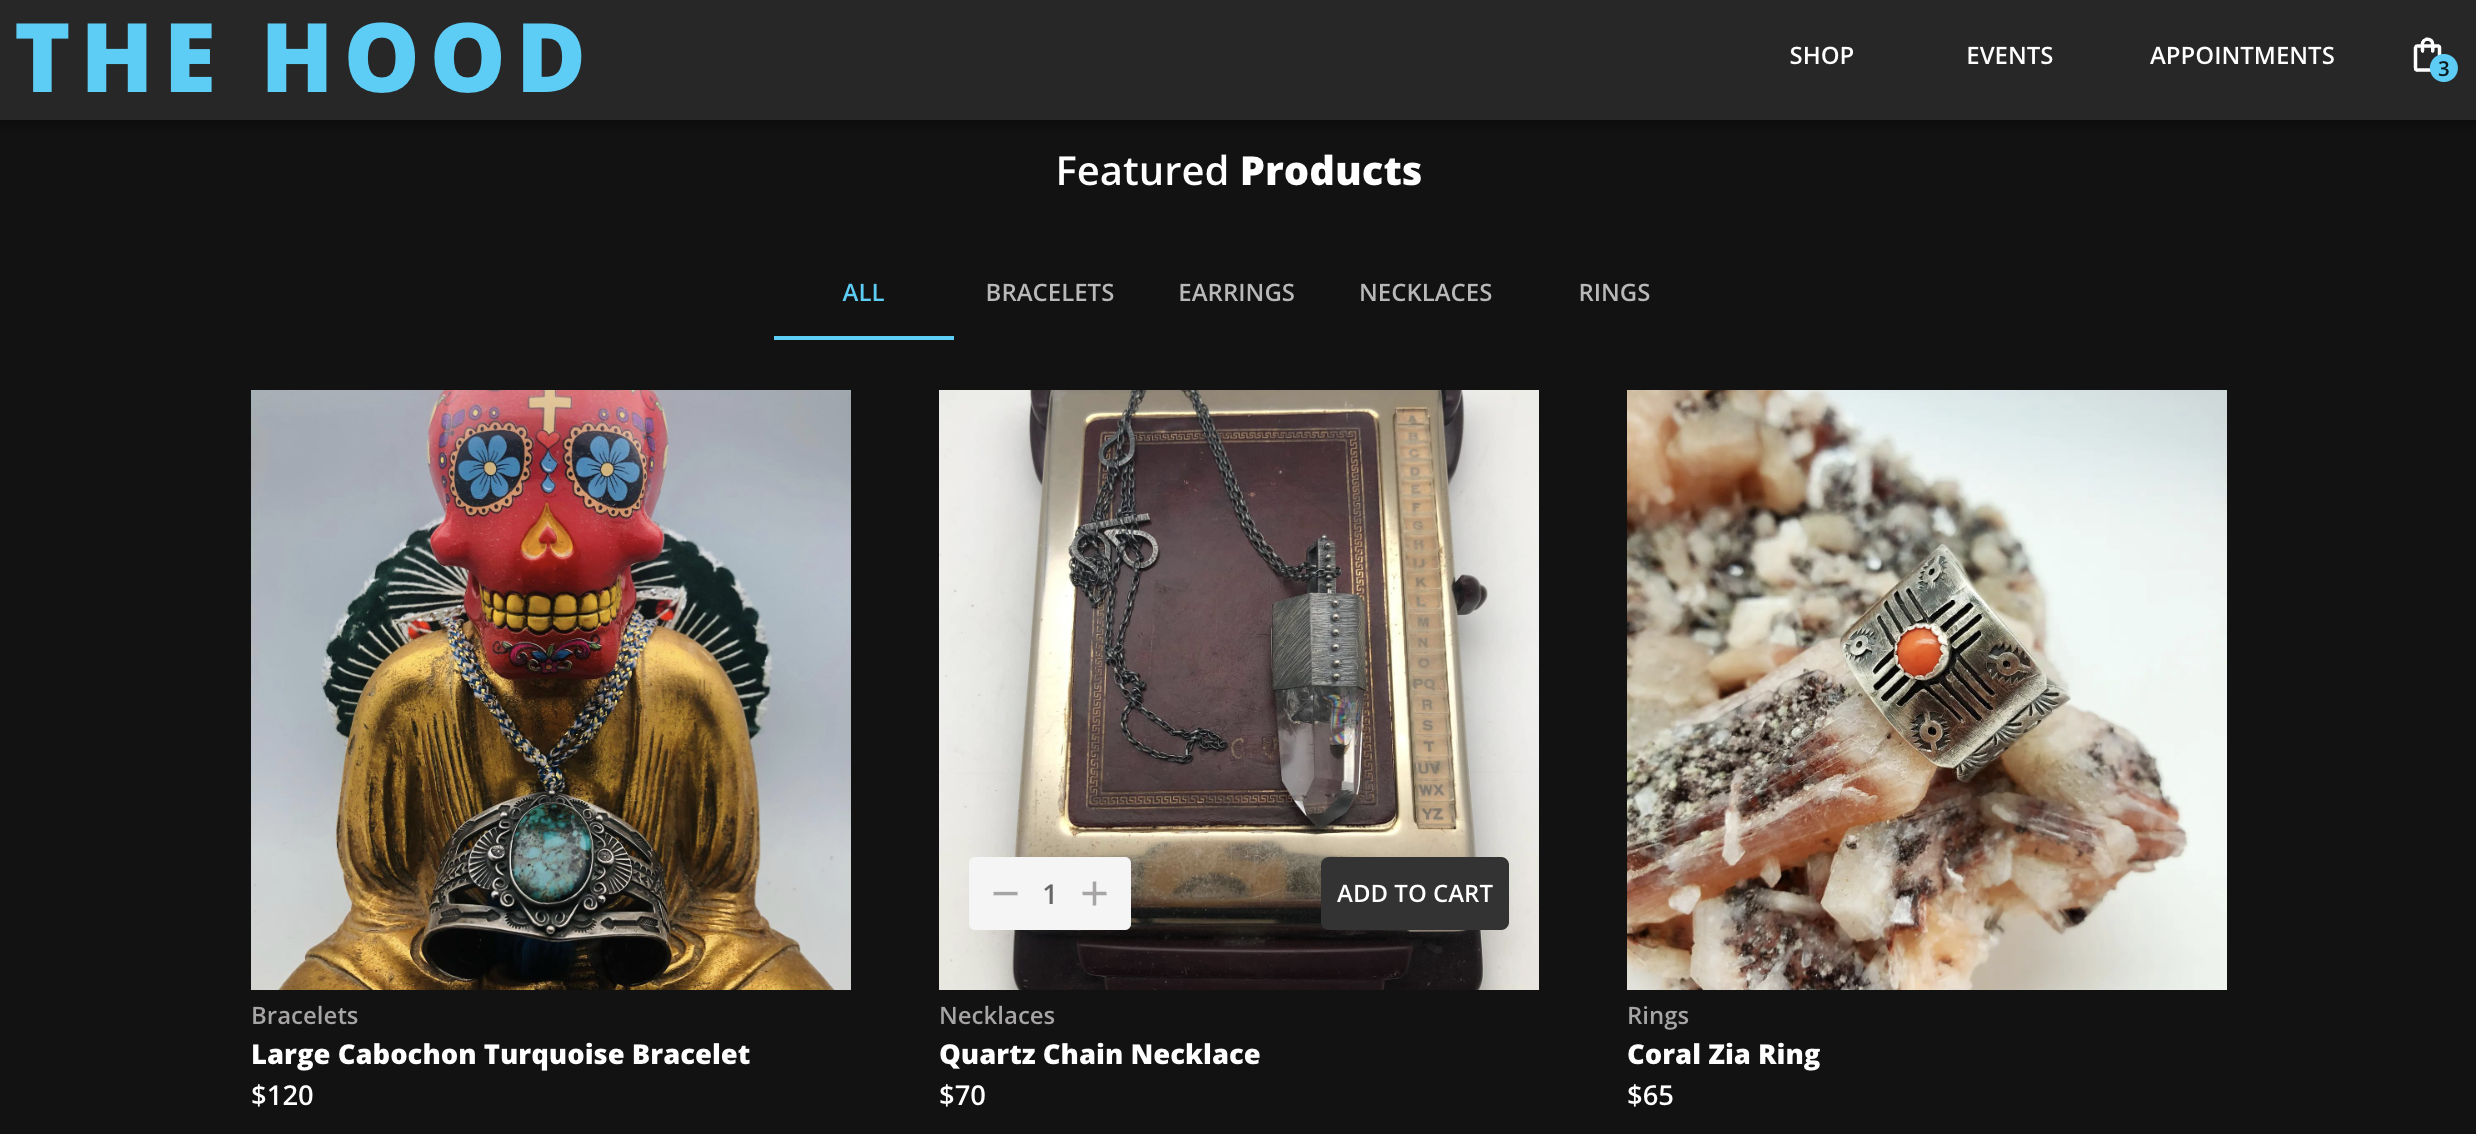 THE HOOD
SHOP
EVENTS
APPOINTMENTS
3
Featured Products
ALL
BRACELETS
EARRINGS
NECKLACES
RINGS
A
B
C
D
E
F
G
H
IJ
K
L
M
N
O
PQ
R
S
T
UV
WX
YZ
1
ADD TO CART
Bracelets
Large Cabochon Turquoise Bracelet
$120
Necklaces
Quartz Chain Necklace
$70
Rings
Coral Zia Ring
$65